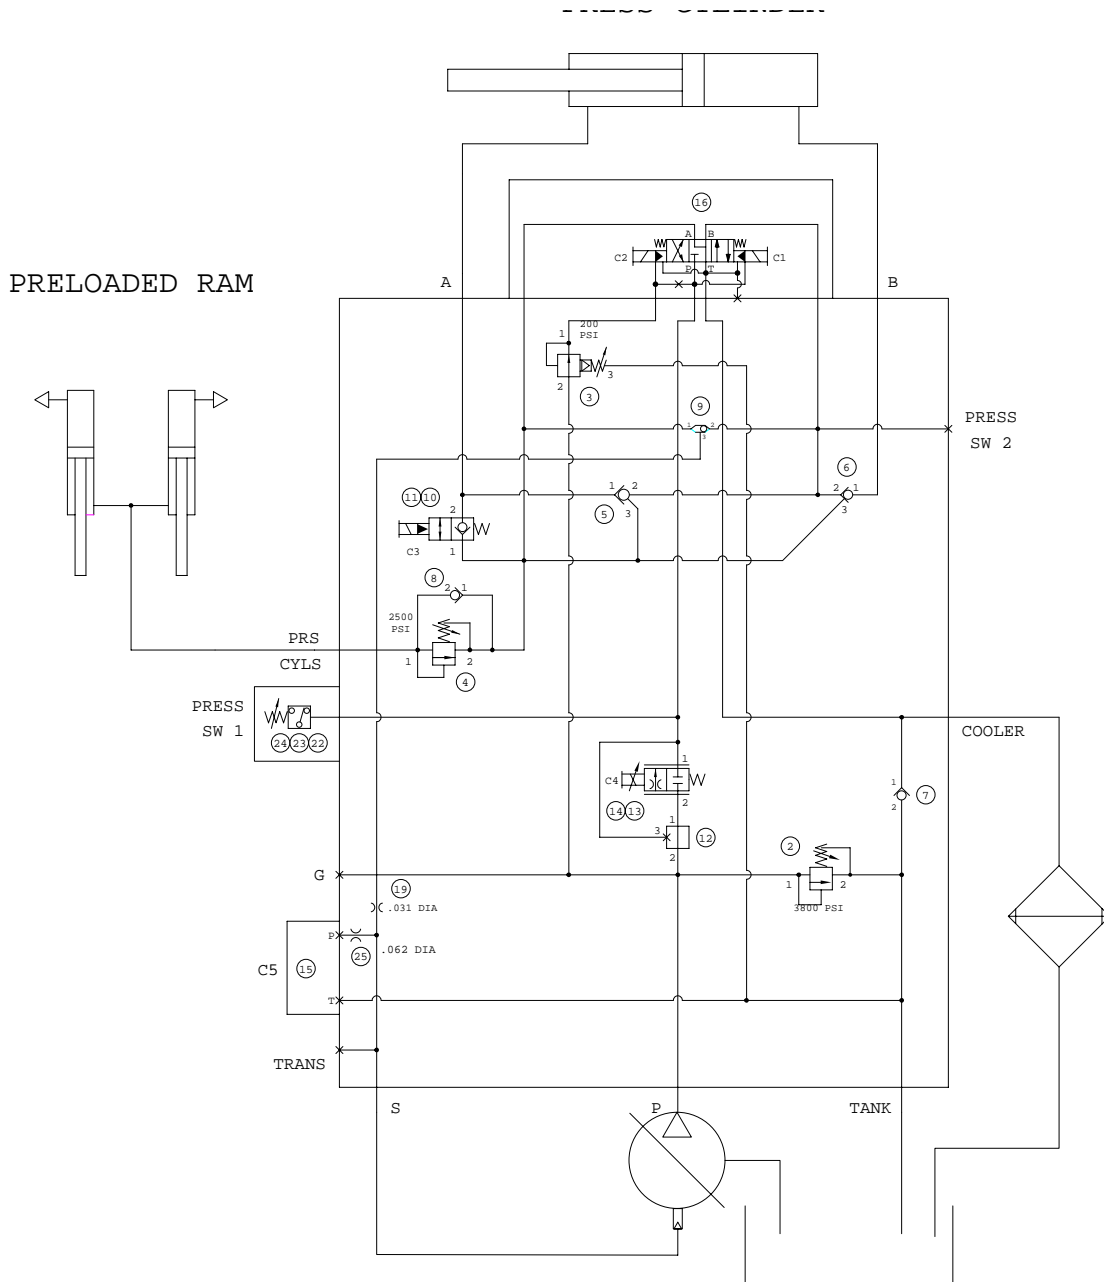 PRESS CYLINDER
16
A B
C2 C1
P T
PRELOADED RAM
A
B
200
PSI
1
2
3
3
9
1 2
3
PRESS
SW 2
6
2 1
3
1 2
3
5
11 10
2
C3 1
8
2 1
2500
PSI
PRS
CYLS
1 2
4
PRESS
SW 1
24 23 22
COOLER
1
C4
2
14 13
1
3
12
2
1
7
2
2
G
1 2
3800 PSI
19
.031 DIA
P
25
.062 DIA
C5
15
T
TRANS
S
P
TANK